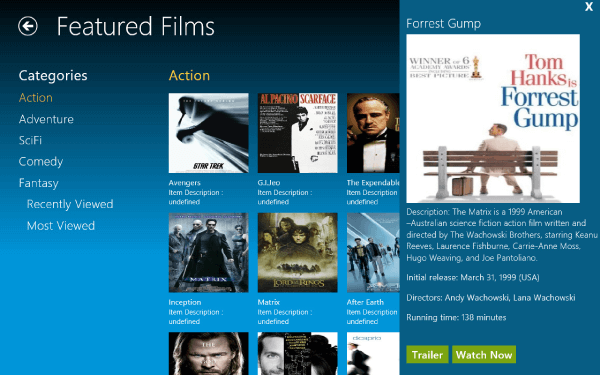 Featured Films
Categories
Action
Adventure
SciFi
Comedy
Fantasy
Recently Viewed
Most Viewed
Action
STAR TREK
Avengers
Item Description :
undefined
AL PACINO SCARFACE
G.I.Jeo
Item Description :
undefined
The Expendable
Item Description :
undefined
MATRIX
Inception
Item Description :
undefined
THE LORD OF THE RINGS
Matrix
Item Description :
undefined
After Earth
Item Description :
undefined
dicaprio
X
Forrest Gump
WINNER OF 6
ACADEMY AWARDS
INCLUDING
BEST PICTURE
Tom
Hanks is
Forrest
Gump
Description: The Matrix is a 1999 American
–Australian science fiction action film written and
directed by The Wachowski Brothers, starring Keanu
Reeves, Laurence Fishburne, Carrie-Anne Moss,
Hugo Weaving, and Joe Pantoliano.
Initial release: March 31, 1999 (USA)
Directors: Andy Wachowski, Lana Wachowski
Running time: 138 minutes
Trailer
Watch Now